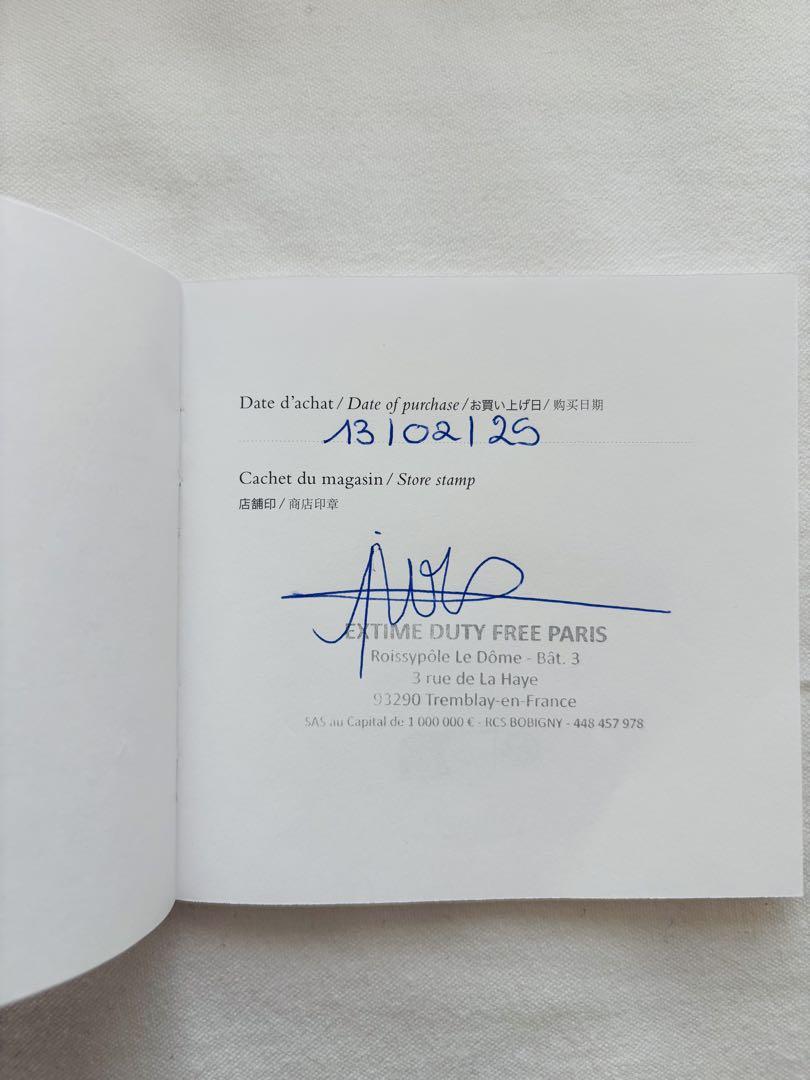 Date d'achat / Date of purchase / お買い上げ日 / 购买日期
13/02/25
Cachet du magasin / Store stamp
店舗印 / 商店印章
EXTIME DUTY FREE PARIS
Roissypôle Le Dôme - Bât. 3
3 rue de La Haye
93290 Tremblay-en-France
SAS au Capital de 1 000 000 € - RCS BOBIGNY - 448 457 978